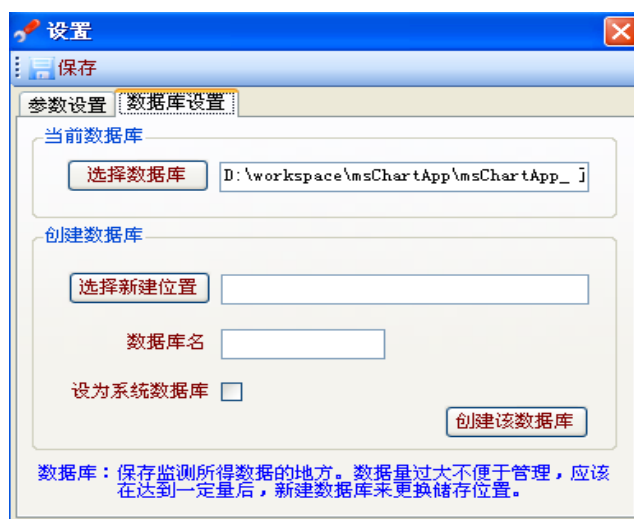 设置
保存
参数设置 数据库设置
当前数据库
选择数据库 D:\workspace\msChartApp\msChartApp_
创建数据库
选择新建位置
数据库名
设为系统数据库
创建该数据库
数据库：保存监测所得数据的地方。数据量过大不便于管理，应该
在达到一定量后，新建数据库来更换储存位置。